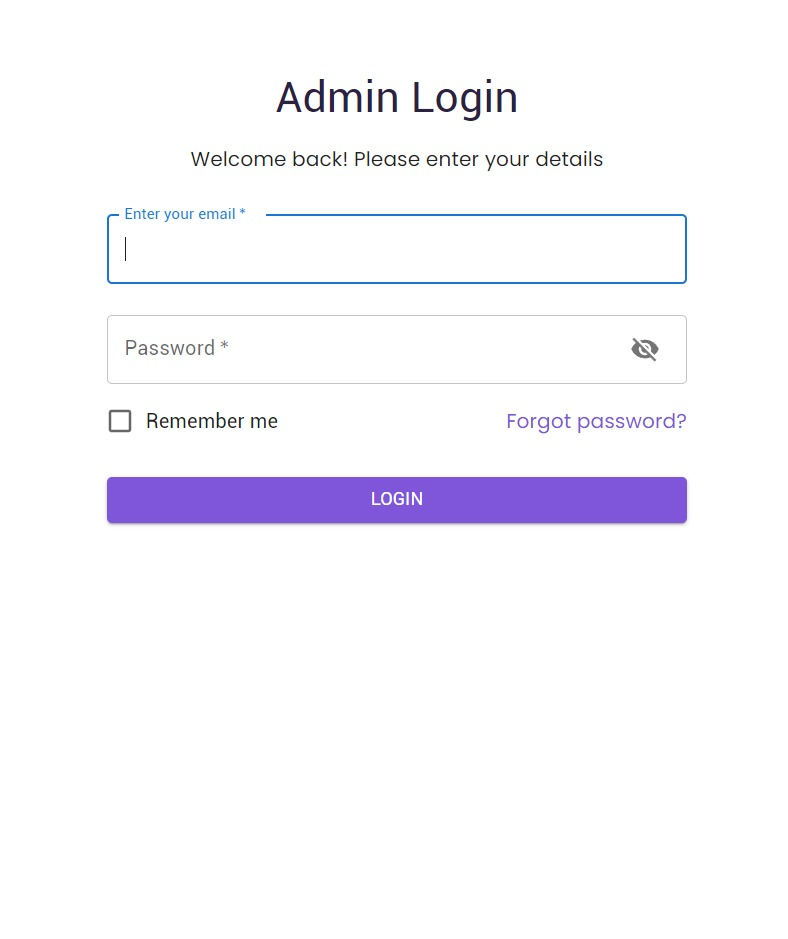 Admin Login
Welcome back! Please enter your details
Enter your email *
Password *
Remember me
Forgot password?
LOGIN